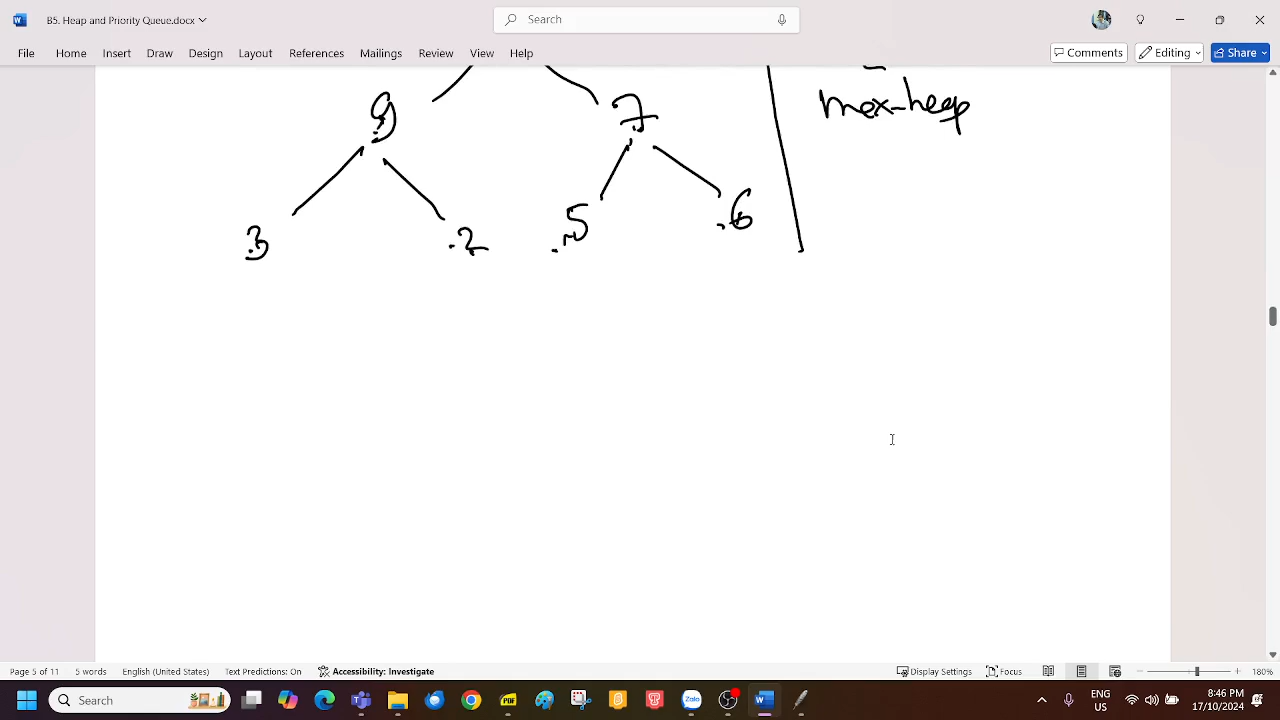 B5. Heap and Priority Queue.docx
Search
File Home Insert Draw Design Layout References Mailings Review View Help
Comments Editing Share
9 7
max-heap
3 2 5 6
Page 5 of 11 5 words English (United States) Text Predictions: On Accessibility: Investigate
Display Settings Focus 180%
Search
PDF
Zalo
ENG
US
8:46 PM
17/10/2024